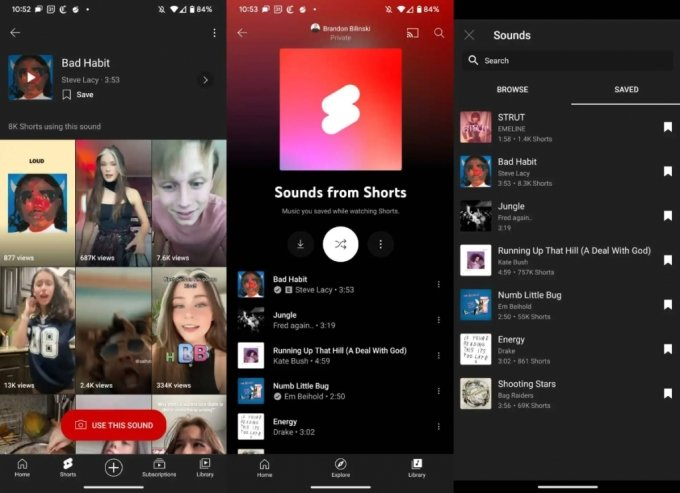 10:52
84%
Bad Habit
Steve Lacy · 3:53
Save
8K Shorts using this sound
LOUD
877 views
687K views
7.6K views
88
HBB
13K views
2.4K views
334K views
USE THIS SOUND
Home
Shorts
Subscriptions
Library
10:53
84%
Brandon Bilinski
Private
Sounds from Shorts
Music you saved while watching Shorts.
Bad Habit
E Steve Lacy • 3:53
Jungle
Fred again.. • 3:19
Running Up That Hill (A Deal With God)
Kate Bush • 4:59
Numb Little Bug
Em Beihold • 2:50
Energy
Drake • 3:02
Home
Explore
Library
Sounds
Search
BROWSE
SAVED
STRUT
EMELINE
1:58 • 1.4K Shorts
Bad Habit
Steve Lacy
3:53 • 8.3K Shorts
Jungle
Fred again..
3:19
Running Up That Hill (A Deal With God)
Kate Bush
4:59 • 757K Shorts
Numb Little Bug
Em Beihold
2:50 • 55K Shorts
Energy
Drake
3:02 • 861 Shorts
Shooting Stars
Bag Raiders
3:56 • 69K Shorts